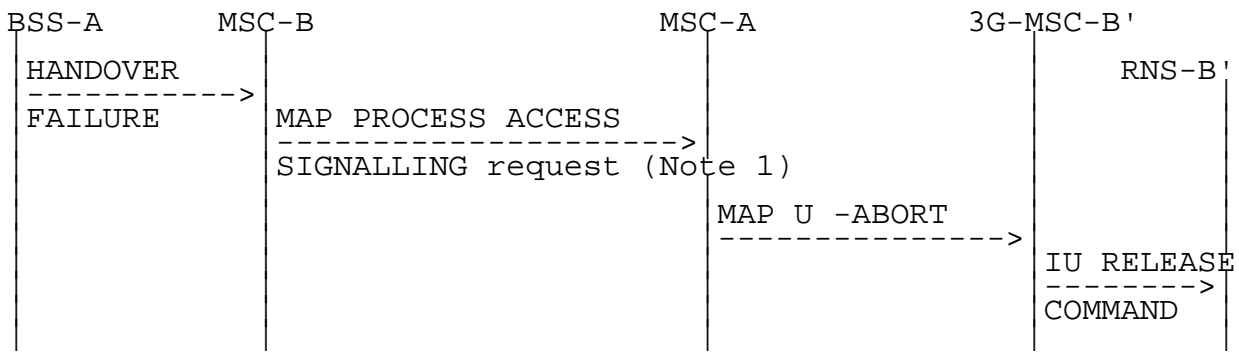 BSS-A MSC-B MSC-A 3G-MSC-B'
HANDOVER RNS-B'
----------->
FAILURE MAP PROCESS ACCESS
-------------------->
SIGNALLING request (Note 1)
MAP U -ABORT
--------------->
IU RELEASE
-------->
COMMAND